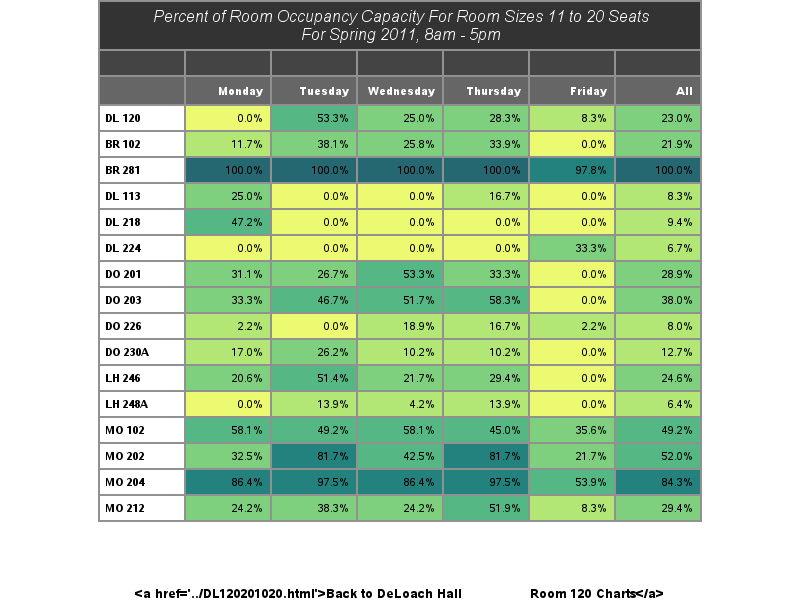 Percent of Room Occupancy Capacity For Room Sizes 11 to 20 Seats
For Spring 2011, 8am - 5pm
Monday Tuesday Wednesday Thursday Friday All
DL 120 0.0% 53.3% 25.0% 28.3% 8.3% 23.0%
BR 102 11.7% 38.1% 25.8% 33.9% 0.0% 21.9%
BR 281 100.0% 100.0% 100.0% 100.0% 97.8% 100.0%
DL 113 25.0% 0.0% 0.0% 16.7% 0.0% 8.3%
DL 218 47.2% 0.0% 0.0% 0.0% 0.0% 9.4%
DL 224 0.0% 0.0% 0.0% 0.0% 33.3% 6.7%
DO 201 31.1% 26.7% 53.3% 33.3% 0.0% 28.9%
DO 203 33.3% 46.7% 51.7% 58.3% 0.0% 38.0%
DO 226 2.2% 0.0% 18.9% 16.7% 2.2% 8.0%
DO 230A 17.0% 26.2% 10.2% 10.2% 0.0% 12.7%
LH 246 20.6% 51.4% 21.7% 29.4% 0.0% 24.6%
LH 248A 0.0% 13.9% 4.2% 13.9% 0.0% 6.4%
MO 102 58.1% 49.2% 58.1% 45.0% 35.6% 49.2%
MO 202 32.5% 81.7% 42.5% 81.7% 21.7% 52.0%
MO 204 86.4% 97.5% 86.4% 97.5% 53.9% 84.3%
MO 212 24.2% 38.3% 24.2% 51.9% 8.3% 29.4%
<a href='../DL120201020.html'>Back to DeLoach Hall Room 120 Charts</a>